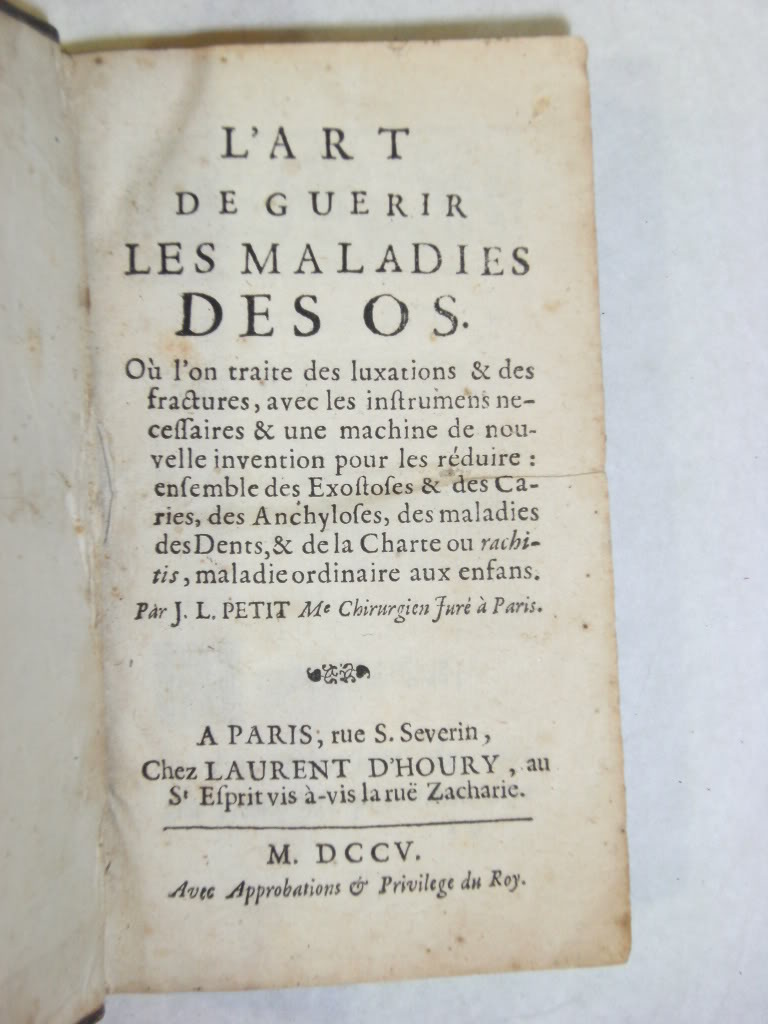 L'ART
DE GUERIR
LES MALADIES
DES OS.
Où l'on traite des luxations & des
fractures, avec les inſtrumens ne-
ceſſaires & une machine de nou-
velle invention pour les réduire :
enſemble des Exoſtoſes & des Ca-
ries, des Anchyloſes, des maladies
des Dents, & de la Charte ou rachi-
tis, maladie ordinaire aux enfans.
Par J. L. PETIT Me Chirurgien Juré à Paris.
A PARIS, rue S. Severin,
Chez LAURENT D'HOURY, au
St Eſprit vis à-vis la ruë Zacharie.
M. DCCV.
Avec Approbations & Privilege du Roy.